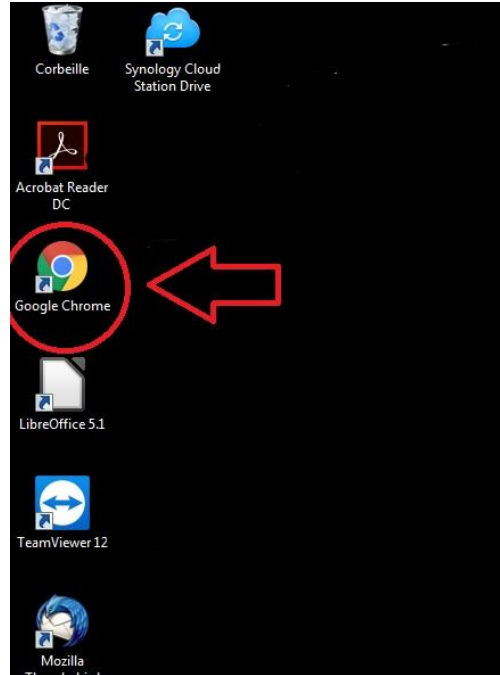 Corbeille
Synology Cloud
Station Drive
Acrobat Reader
DC
Google Chrome
LibreOffice 5.1
TeamViewer 12
Mozilla